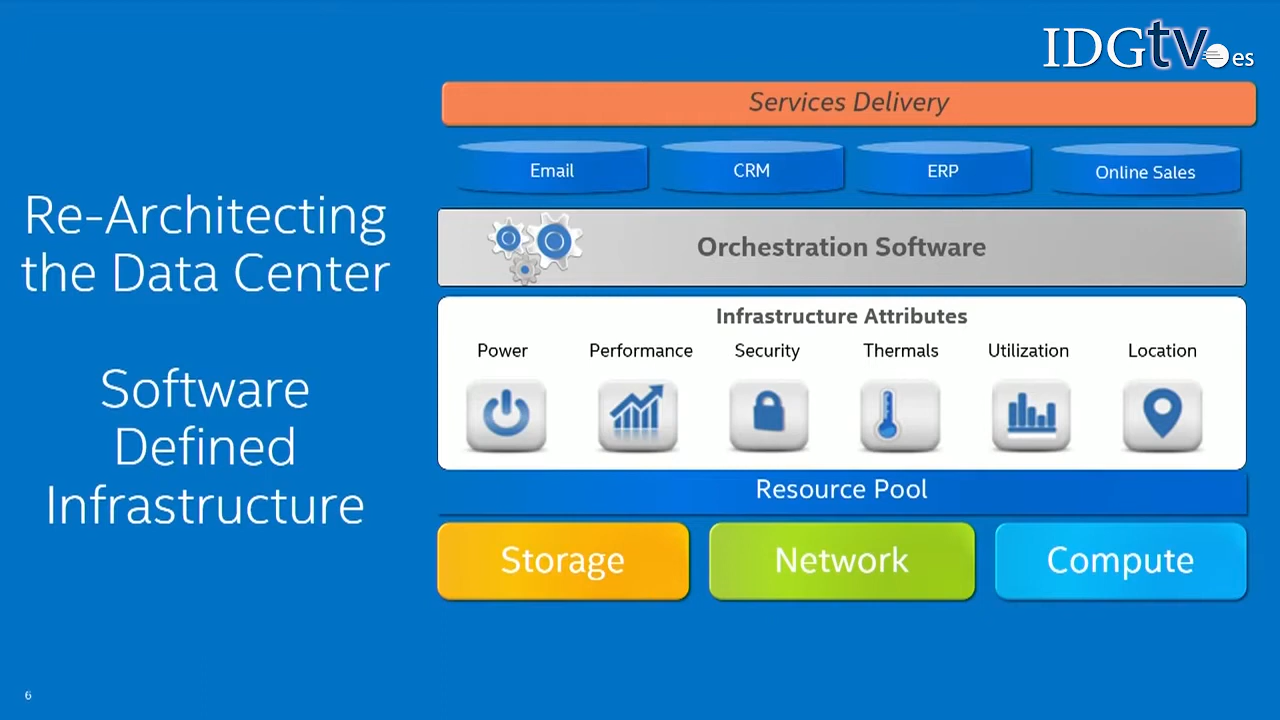 IDGtv.es
Re-Architecting
the Data Center
Software
Defined
Infrastructure
Services Delivery
Email CRM ERP Online Sales
Orchestration Software
Infrastructure Attributes
Power Performance Security Thermals Utilization Location
Resource Pool
Storage Network Compute
6